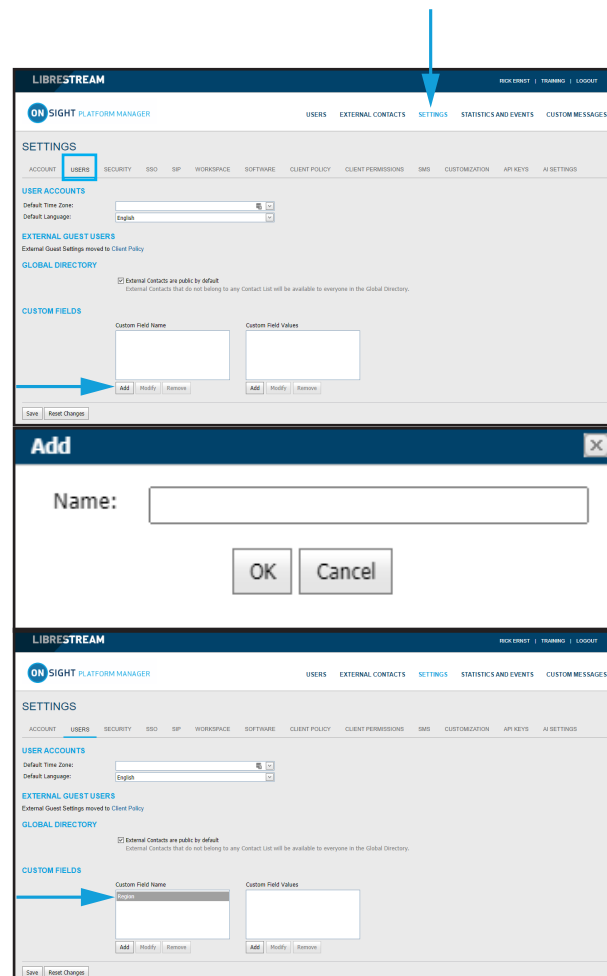 LIBRESTREAM
RICK ERNST | TRAINING | LOGOUT
ON SIGHT PLATFORM MANAGER
USERS EXTERNAL CONTACTS SETTINGS STATISTICS AND EVENTS CUSTOM MESSAGES
SETTINGS
ACCOUNT USERS SECURITY SSO SIP WORKSPACE SOFTWARE CLIENT POLICY CLIENT PERMISSIONS SMS CUSTOMIZATION API KEYS AI SETTINGS
USER ACCOUNTS
Default Time Zone:
Default Language: English
EXTERNAL GUEST USERS
External Guest Settings moved to Client Policy
GLOBAL DIRECTORY
External Contacts are public by default
External Contacts that do not belong to any Contact List will be available to everyone in the Global Directory.
CUSTOM FIELDS
Custom Field Name Custom Field Values
Add Modify Remove Add Modify Remove
Save Reset Changes
Add
Name:
OK Cancel
LIBRESTREAM
RICK ERNST | TRAINING | LOGOUT
ON SIGHT PLATFORM MANAGER
USERS EXTERNAL CONTACTS SETTINGS STATISTICS AND EVENTS CUSTOM MESSAGES
SETTINGS
ACCOUNT USERS SECURITY SSO SIP WORKSPACE SOFTWARE CLIENT POLICY CLIENT PERMISSIONS SMS CUSTOMIZATION API KEYS AI SETTINGS
USER ACCOUNTS
Default Time Zone:
Default Language: English
EXTERNAL GUEST USERS
External Guest Settings moved to Client Policy
GLOBAL DIRECTORY
External Contacts are public by default
External Contacts that do not belong to any Contact List will be available to everyone in the Global Directory.
CUSTOM FIELDS
Custom Field Name Custom Field Values
Region
Add Modify Remove Add Modify Remove
Save Reset Changes